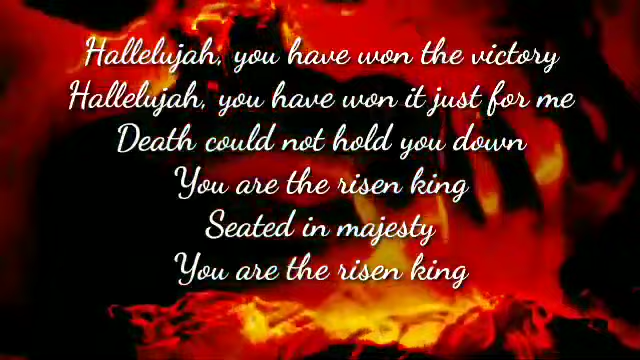 Hallelujah, you have won the victory
Hallelujah, you have won it just for me
Death could not hold you down
You are the risen king
Seated in majesty
You are the risen king